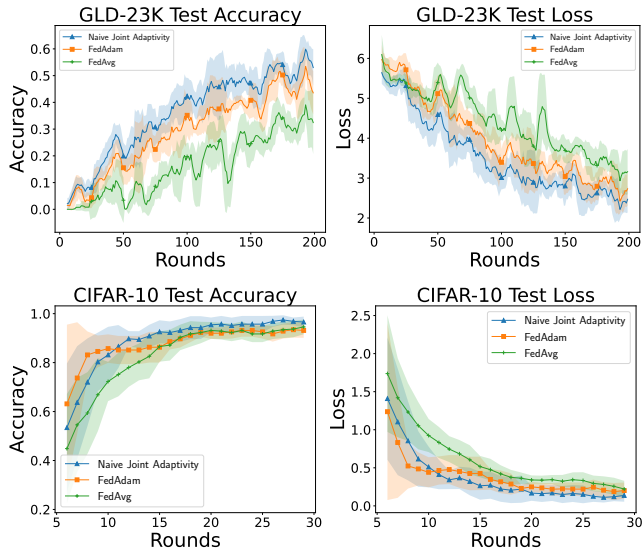 GLD-23K Test Accuracy
Accuracy
0.6
0.5
0.4
0.3
0.2
0.1
0.0
Naive Joint Adaptivity
FedAdam
FedAvg
0 50 100 150 200
Rounds
GLD-23K Test Loss
Loss
6
5
4
3
2
Naive Joint Adaptivity
FedAdam
FedAvg
0 50 100 150 200
Rounds
CIFAR-10 Test Accuracy
Accuracy
1.0
0.8
0.6
0.4
0.2
Naive Joint Adaptivity
FedAdam
FedAvg
5 10 15 20 25 30
Rounds
CIFAR-10 Test Loss
Loss
2.5
2.0
1.5
1.0
0.5
0.0
Naive Joint Adaptivity
FedAdam
FedAvg
5 10 15 20 25 30
Rounds